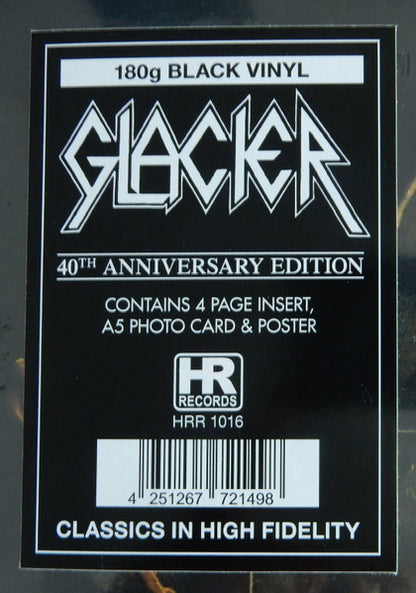 180g BLACK VINYL
GLACIER
40TH ANNIVERSARY EDITION
CONTAINS 4 PAGE INSERT,
A5 PHOTO CARD & POSTER
HR
RECORDS
HRR 1016
4 251267 721498
CLASSICS IN HIGH FIDELITY